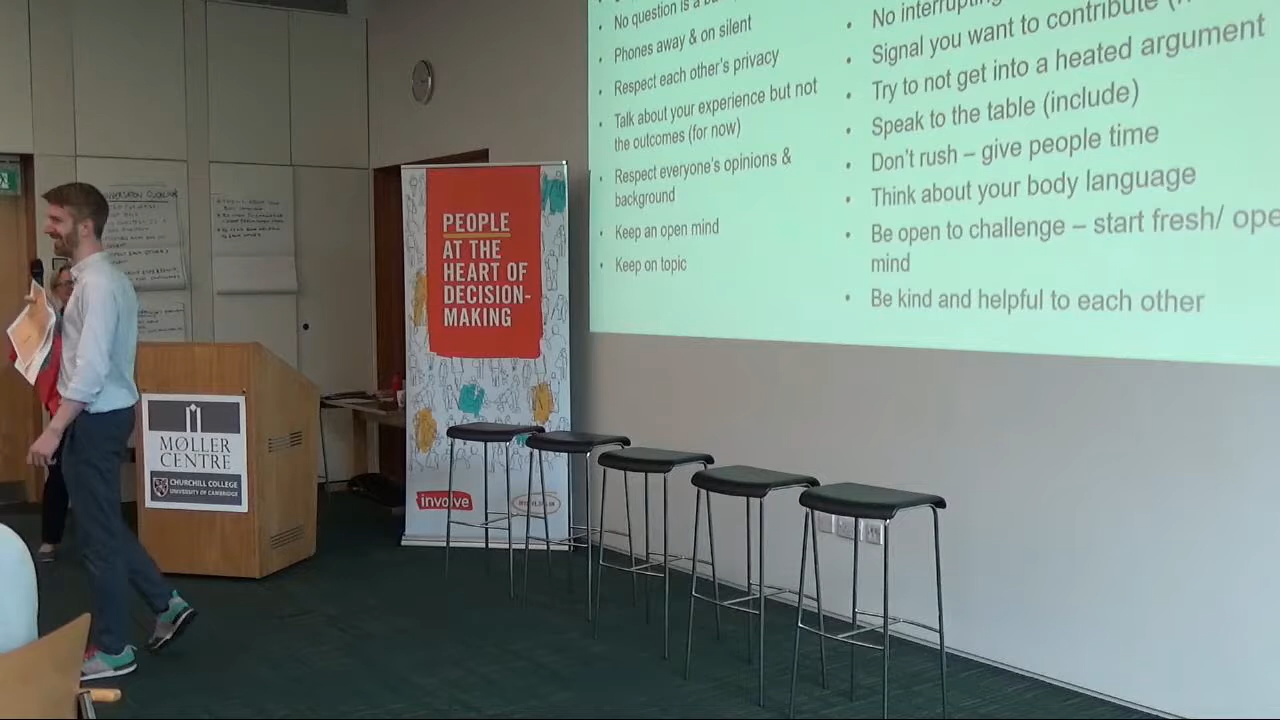 No question is a
Phones away & on silent
Respect each other's privacy
Talk about your experience but not
the outcomes (for now)
Respect everyone's opinions &
background
Keep an open mind
Keep on topic
No interrupting
Signal you want to contribute
Try to not get into a heated argument
Speak to the table (include)
Don't rush – give people time
Think about your body language
Be open to challenge – start fresh/ ope
mind
Be kind and helpful to each other
PEOPLE
AT THE
HEART OF
DECISION-
MAKING
involve
MØLLER
CENTRE
CHURCHILL COLLEGE
UNIVERSITY OF CAMBRIDGE